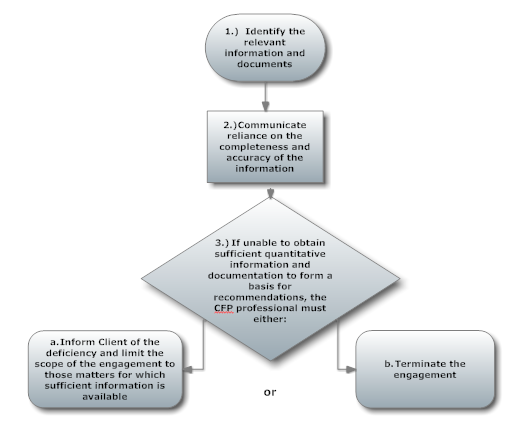 1.) Identify the
relevant
information and
documents
2.)Communicate
reliance on the
completeness and
accuracy of the
information
3.) If unable to obtain
sufficient quantitative
information and
documentation to form a
basis for
recommendations, the
CFP professional must
either:
a.Inform Client of the
deficiency and limit the
scope of the engagement to
those matters for which
sufficient information is
available
or
b.Terminate the
engagement